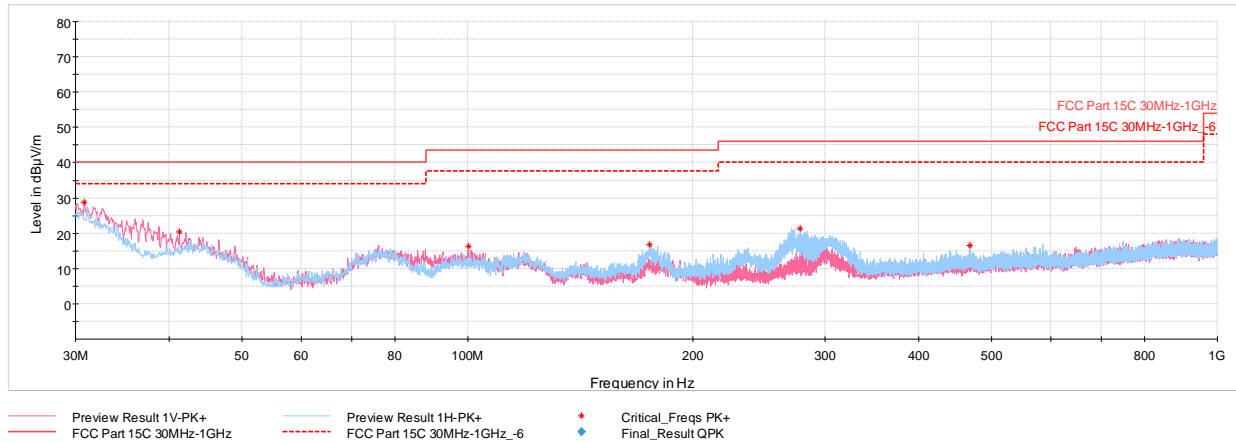 80
70
60
50
40
30
20
10
0
Level in dBµV/m
FCC Part 15C 30MHz-1GHz
FCC Part 15C 30MHz-1GHz_-6
30M 50 60 80 100M 200 300 400 500 800 1G
Frequency in Hz
Preview Result 1V-PK+ Preview Result 1H-PK+ Critical_Freqs PK+
FCC Part 15C 30MHz-1GHz FCC Part 15C 30MHz-1GHz_-6 Final_Result QPK